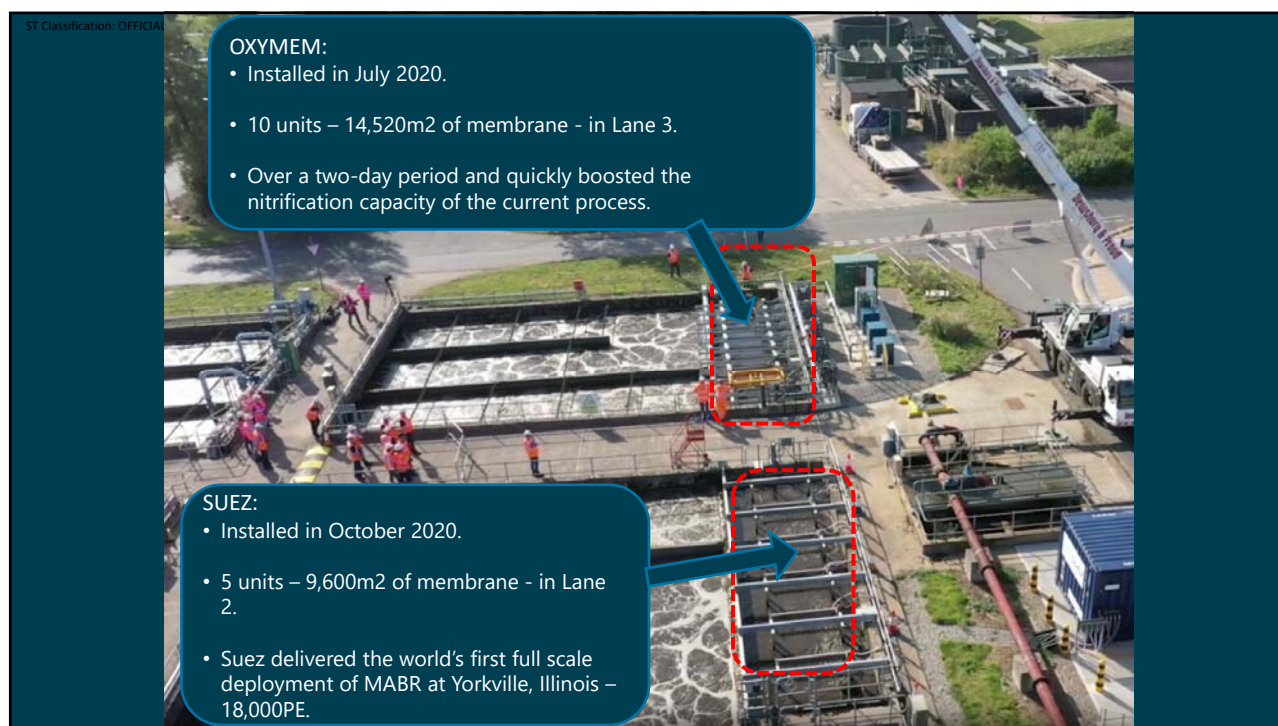 ST Classification: OFFICIAL
OXYMEM:
• Installed in July 2020.
• 10 units – 14,520m2 of membrane - in Lane 3.
• Over a two-day period and quickly boosted the
nitrification capacity of the current process.
SUEZ:
• Installed in October 2020.
• 5 units – 9,600m2 of membrane - in Lane
2.
• Suez delivered the world’s first full scale
deployment of MABR at Yorkville, Illinois –
18,000PE.